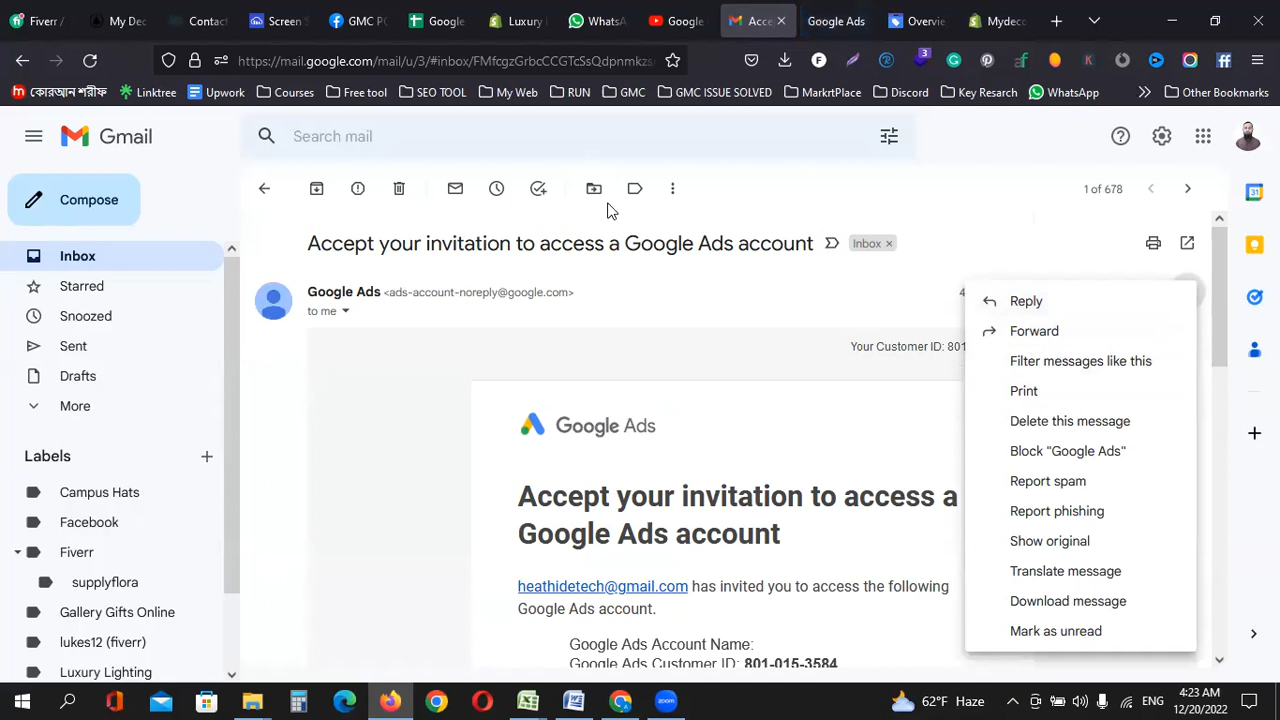 Fiverr /
My Dec
Contact
Screen S
GMC PC
Google
Luxury I
WhatsA
Google
Acce
Google Ads
Overvie
Mydeco
https://mail.google.com/mail/u/3/#inbox/FMfcgzGrbcCCGTcSsQdpnmkzs
3
কোরআন শরীফ
Linktree
Upwork
Courses
Free tool
SEO TOOL
My Web
RUN
GMC
GMC ISSUE SOLVED
MarkrtPlace
Discord
Key Resarch
WhatsApp
Other Bookmarks
Gmail
Search mail
Compose
1 of 678
Inbox
Starred
Snoozed
Sent
Drafts
More
Labels
Campus Hats
Facebook
Fiverr
supplyflora
Gallery Gifts Online
lukes12 (fiverr)
Luxury Lighting
Accept your invitation to access a Google Ads account
Inbox
Google Ads <ads-account-noreply@google.com>
to me
Your Customer ID: 801
Google Ads
Accept your invitation to access a
Google Ads account
heathidetech@gmail.com has invited you to access the following
Google Ads account.
Google Ads Account Name:
Google Ads Customer ID: 801-015-3584
Reply
Forward
Filter messages like this
Print
Delete this message
Block "Google Ads"
Report spam
Report phishing
Show original
Translate message
Download message
Mark as unread
62°F Haze
ENG
4:23 AM
12/20/2022